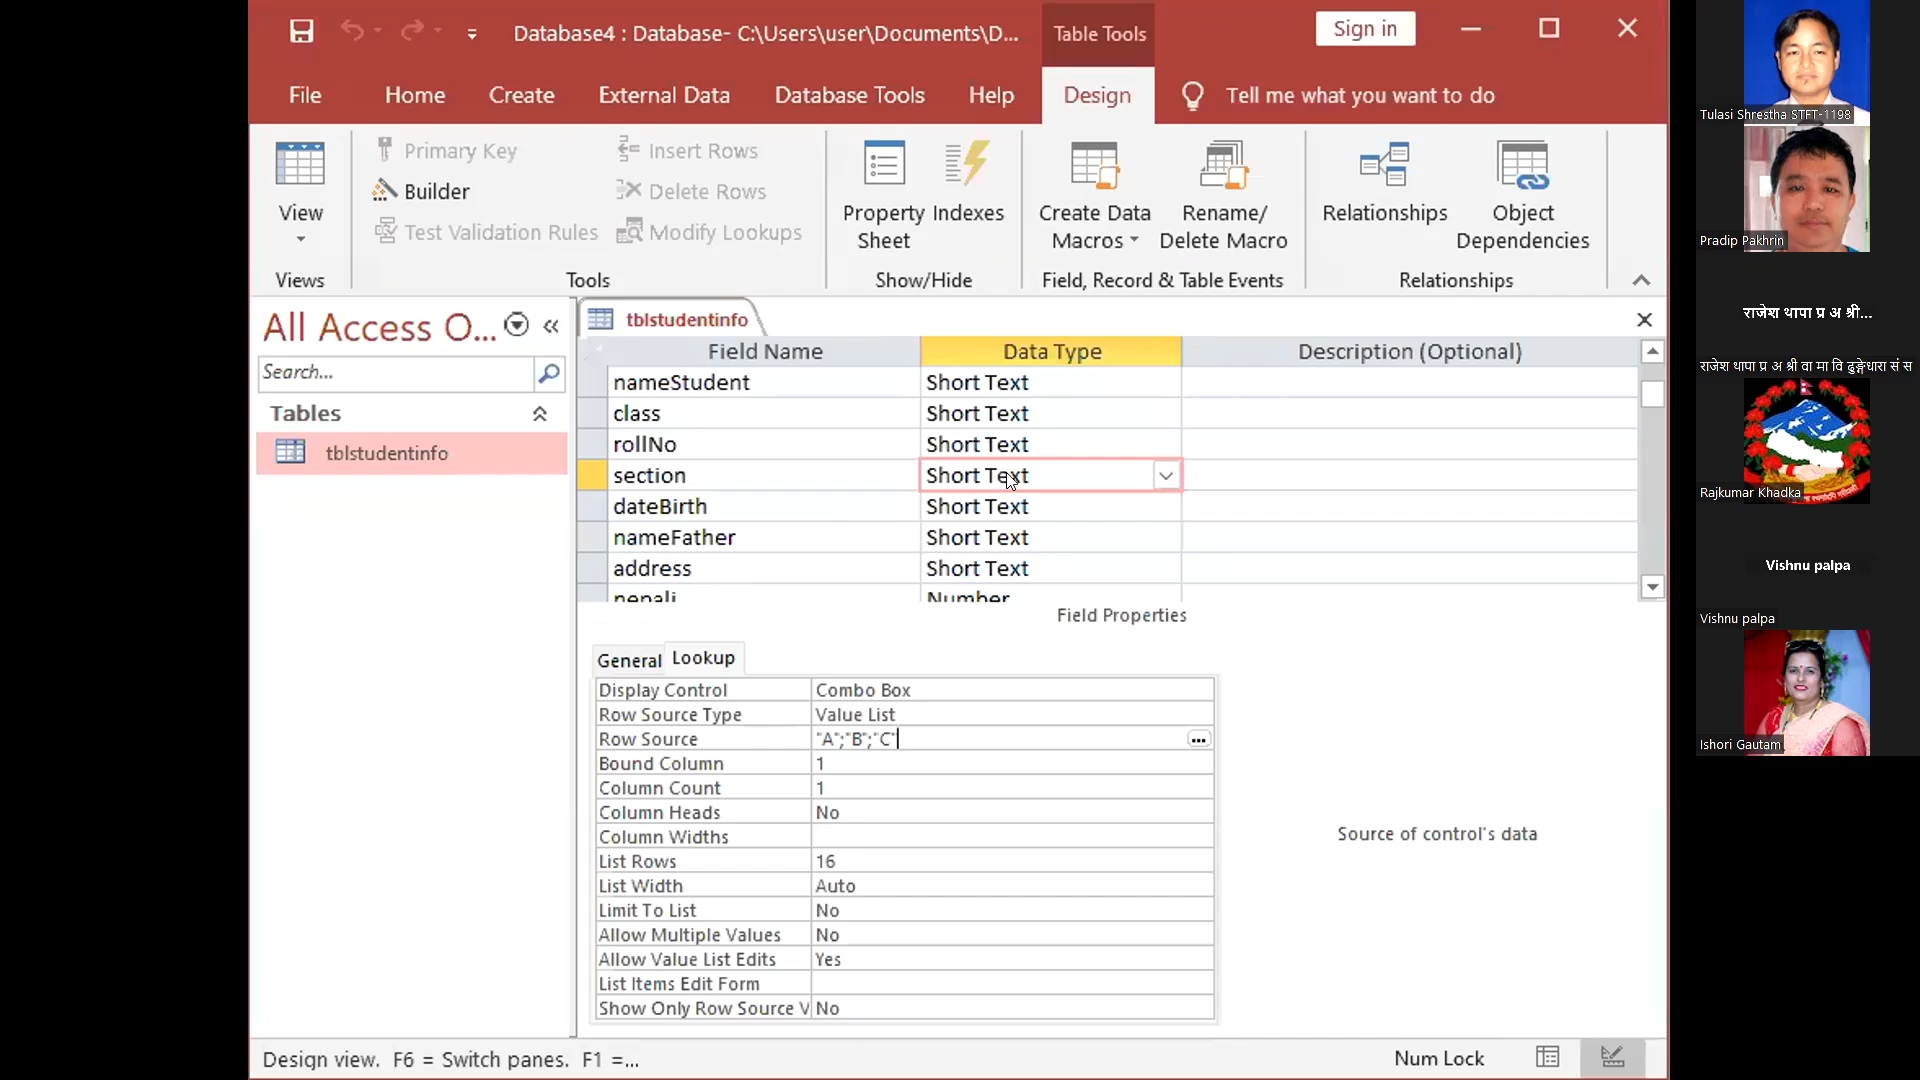 Database4 : Database- C:\Users\user\Documents\D...
Table Tools
Sign in
File
Home
Create
External Data
Database Tools
Help
Design
Tell me what you want to do
View
Primary Key
Builder
Test Validation Rules
Insert Rows
Delete Rows
Modify Lookups
Property Sheet
Indexes
Create Data Macros
Rename/ Delete Macro
Relationships
Object Dependencies
Views
Tools
Show/Hide
Field, Record & Table Events
Relationships
All Access O...
Search...
Tables
tblstudentinfo
tblstudentinfo
Field Name Data Type Description (Optional)
nameStudent Short Text
class Short Text
rollNo Short Text
section Short Text
dateBirth Short Text
nameFather Short Text
address Short Text
nepali Number
Field Properties
General Lookup
Display Control Combo Box
Row Source Type Value List
Row Source "A";"B";"C"
Bound Column 1
Column Count 1
Column Heads No
Column Widths
List Rows 16
List Width Auto
Limit To List No
Allow Multiple Values No
Allow Value List Edits Yes
List Items Edit Form
Show Only Row Source V No
Source of control's data
Design view. F6 = Switch panes. F1 =...
Num Lock
Tulasi Shrestha STFT-1198
Pradip Pakhrin
राजेश थापा प्र अ श्री...
राजेश थापा प्र अ श्री वा मा वि ढुङ्गेधारा सं स
Rajkumar Khadka
Vishnu palpa
Vishnu palpa
Ishori Gautam